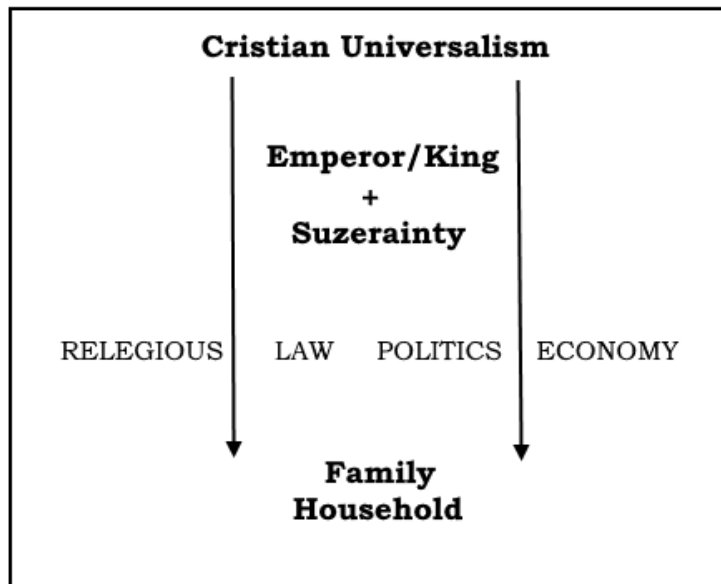 Cristian Universalism
Emperor/King
+
Suzerainty
RELEGIOUS LAW POLITICS ECONOMY
Family
Household